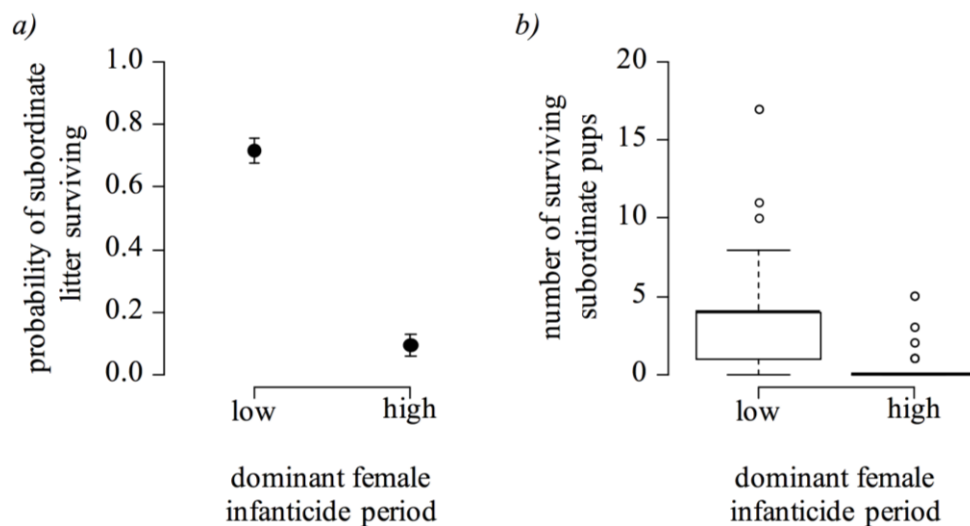 a)
probability of subordinate
litter surviving
1.0
0.8
0.6
0.4
0.2
0.0
low
high
dominant female
infanticide period
b)
number of surviving
subordinate pups
20
15
10
5
0
low
high
dominant female
infanticide period